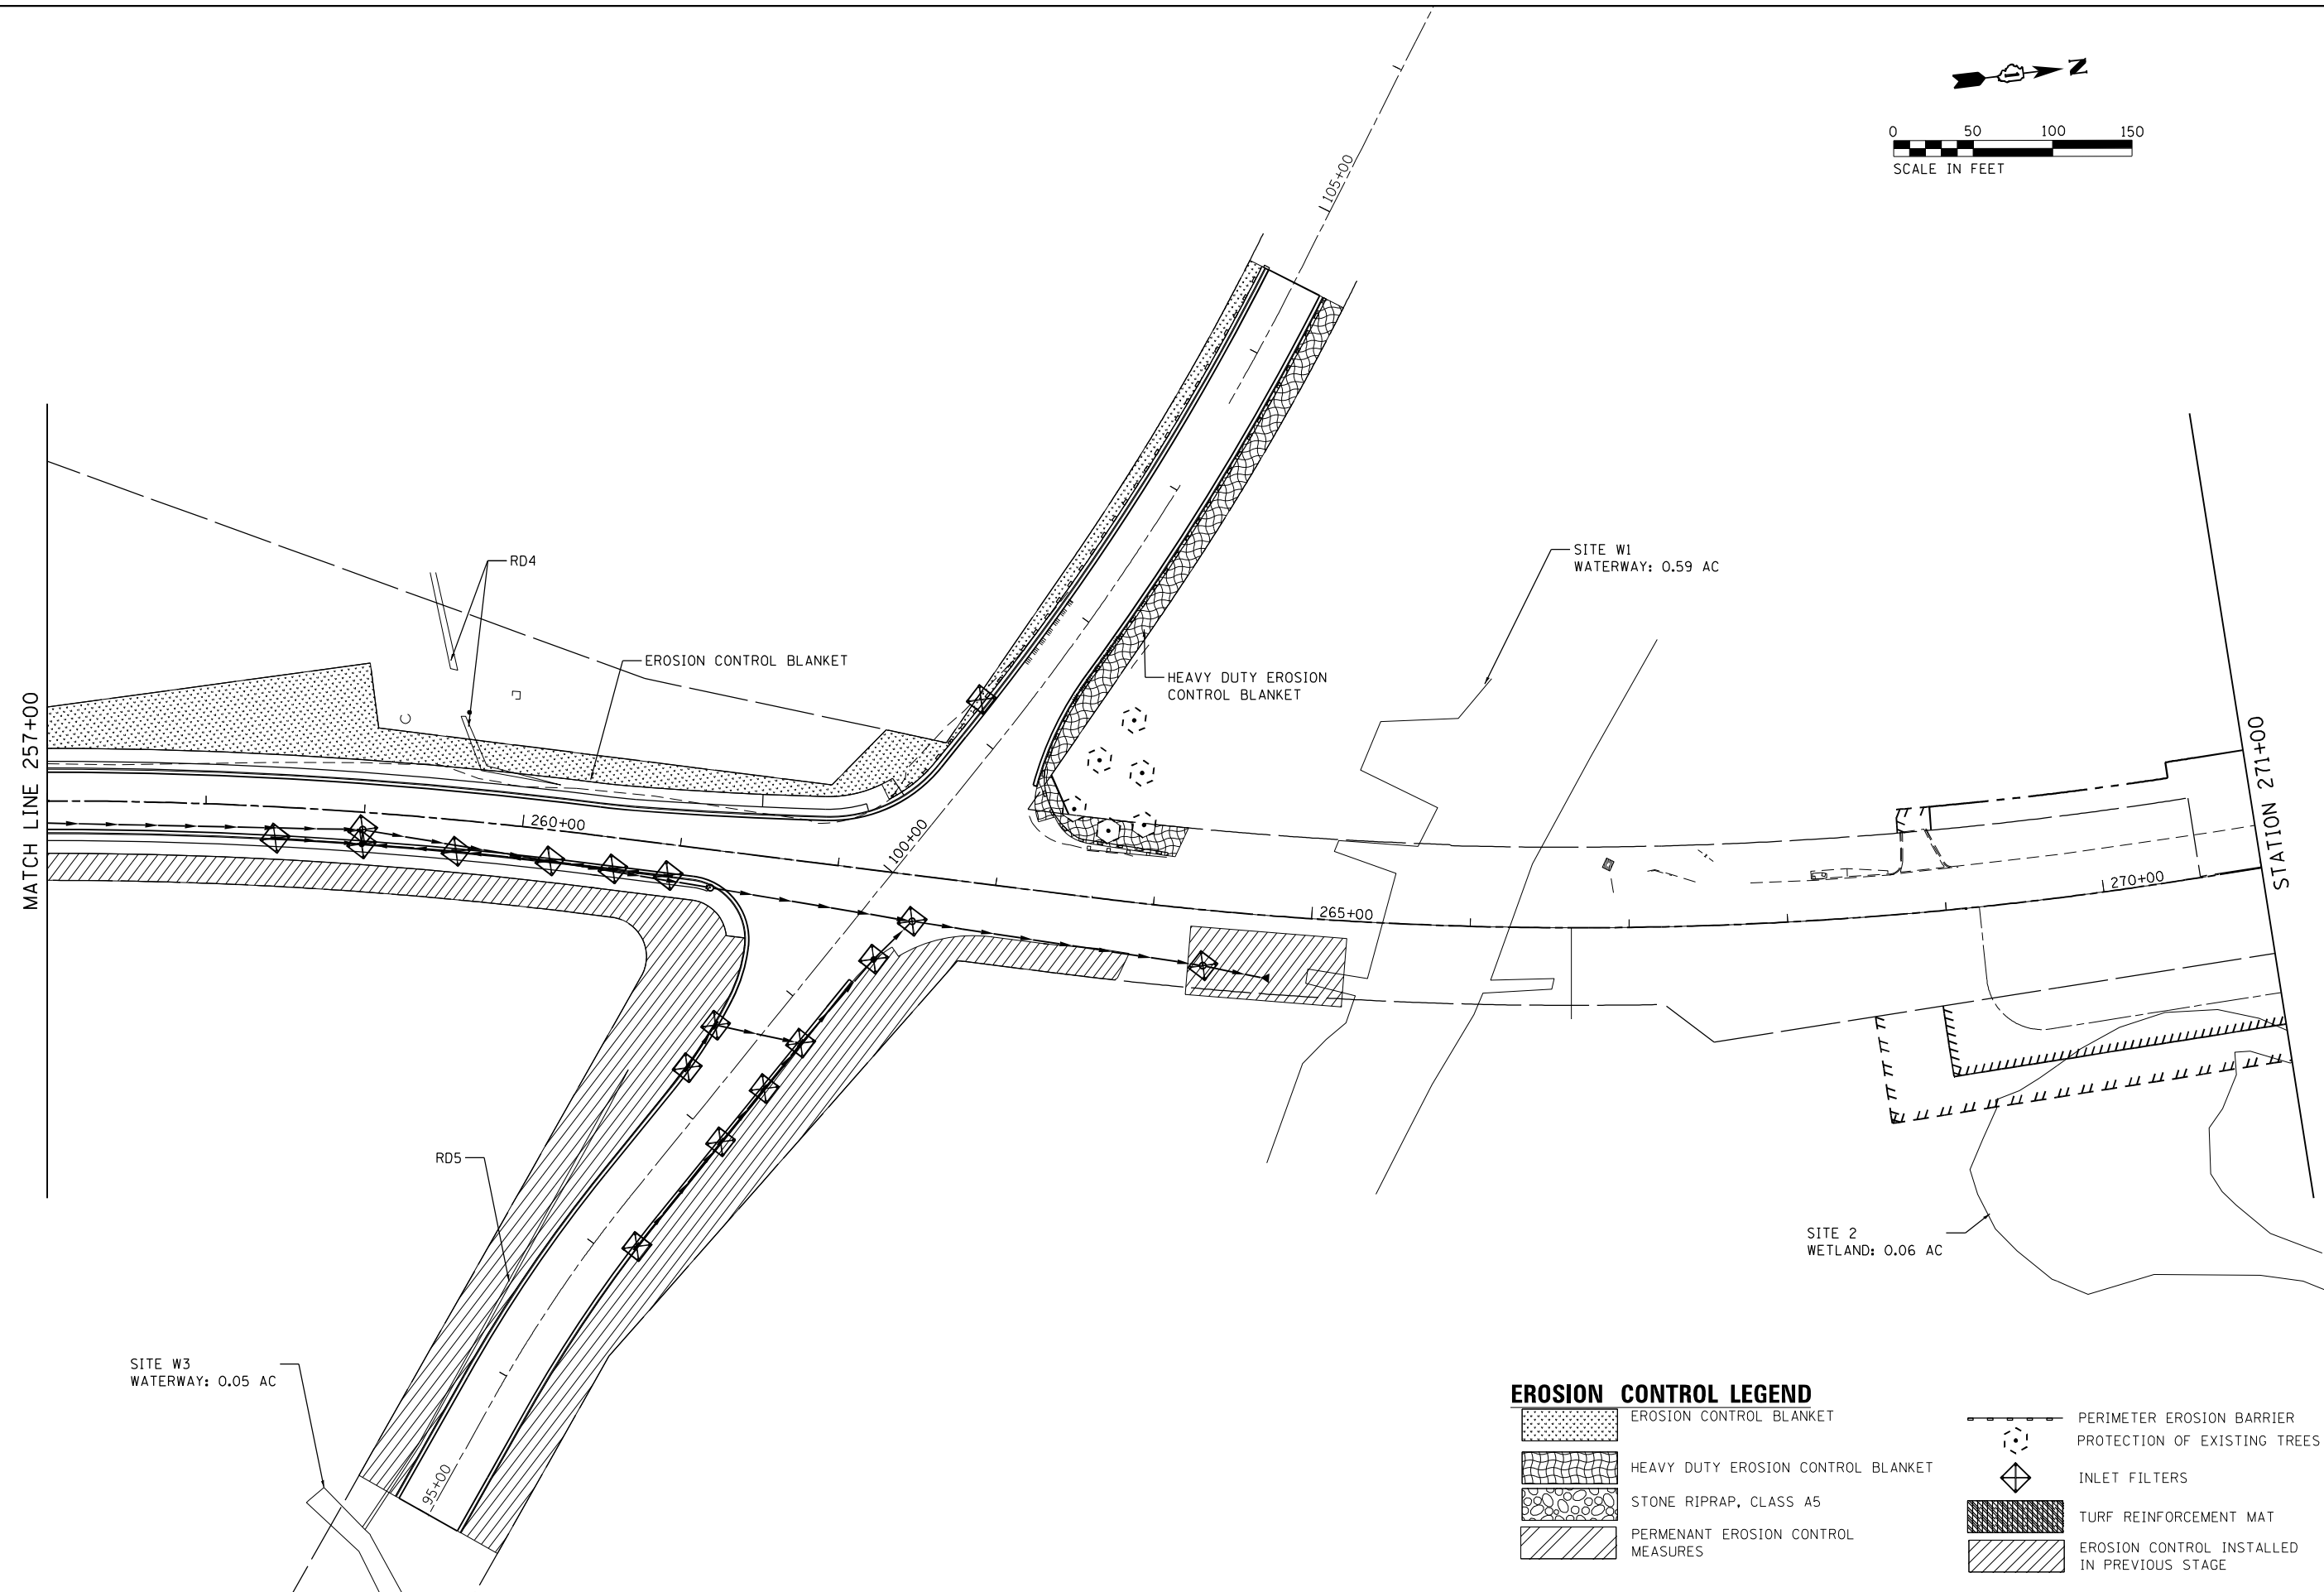 N
0 50 100 150
SCALE IN FEET
105+00
RD4
SITE W1
WATERWAY: 0.59 AC
EROSION CONTROL BLANKET
HEAVY DUTY EROSION
CONTROL BLANKET
MATCH LINE 257+00
STATION 271+00
260+00
100+00
265+00
270+00
RD5
SITE 2
WETLAND: 0.06 AC
SITE W3
WATERWAY: 0.05 AC
95+00
EROSION CONTROL LEGEND
EROSION CONTROL BLANKET
HEAVY DUTY EROSION CONTROL BLANKET
STONE RIPRAP, CLASS A5
PERMENANT EROSION CONTROL
MEASURES
PERIMETER EROSION BARRIER
PROTECTION OF EXISTING TREES
INLET FILTERS
TURF REINFORCEMENT MAT
EROSION CONTROL INSTALLED
IN PREVIOUS STAGE